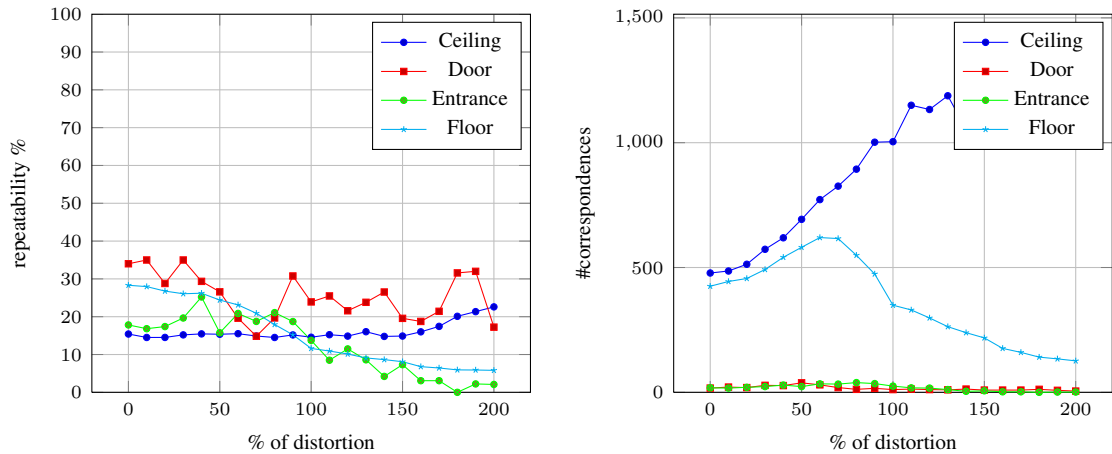 100
90
80
70
60
50
40
30
20
10
0
0
50
100
150
200
repeatability %
% of distortion
Ceiling
Door
Entrance
Floor
1,500
1,000
500
0
0
50
100
150
200
#correspondences
% of distortion
Ceiling
Door
Entrance
Floor